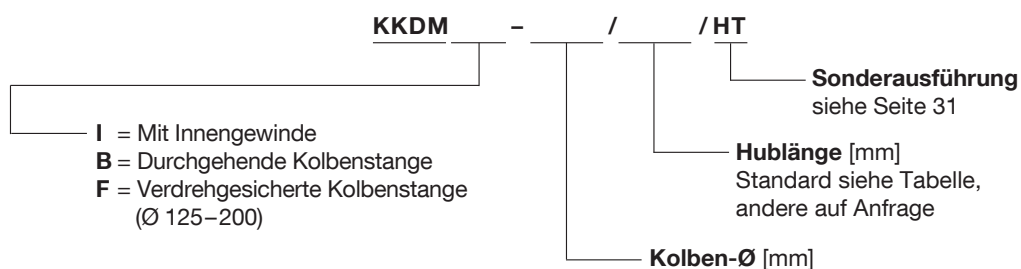 KKDM – / / HT
Sonderausführung
siehe Seite 31
I = Mit Innengewinde
B = Durchgehende Kolbenstange
F = Verdrehgesicherte Kolbenstange
(Ø 125–200)
Hublänge [mm]
Standard siehe Tabelle,
andere auf Anfrage
Kolben-Ø [mm]